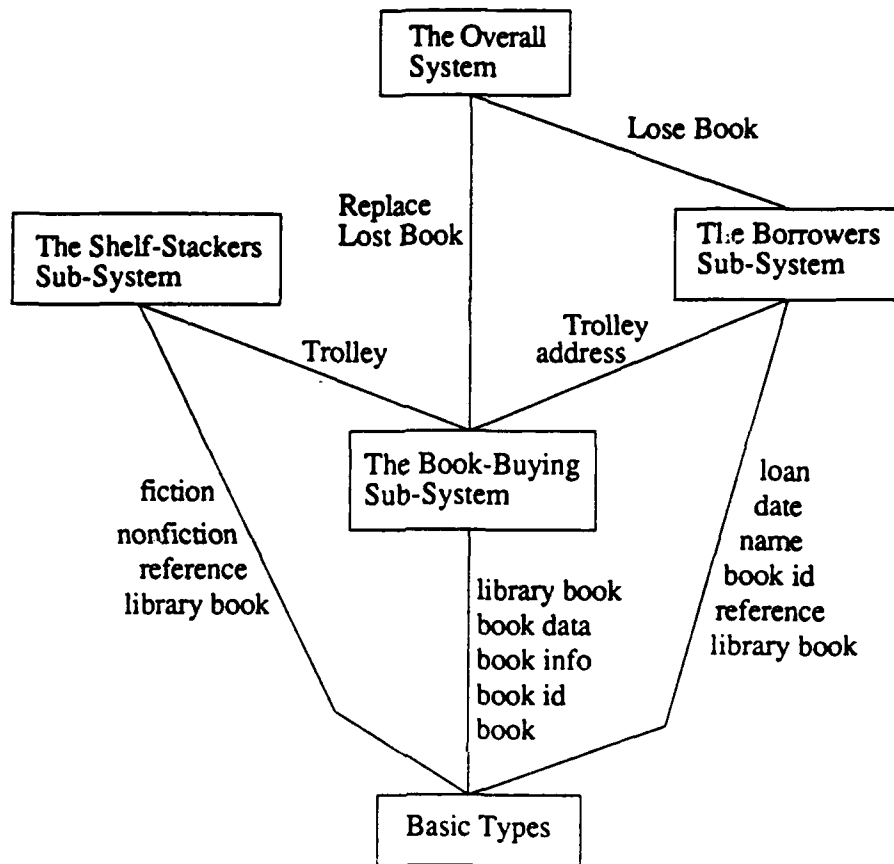 The Overall
System
Lose Book
Replace
Lost Book
The Shelf-Stackers
Sub-System
The Borrowers
Sub-System
Trolley
Trolley
address
The Book-Buying
Sub-System
fiction
nonfiction
reference
library book
loan
date
name
book id
reference
library book
library book
book data
book info
book id
book
Basic Types